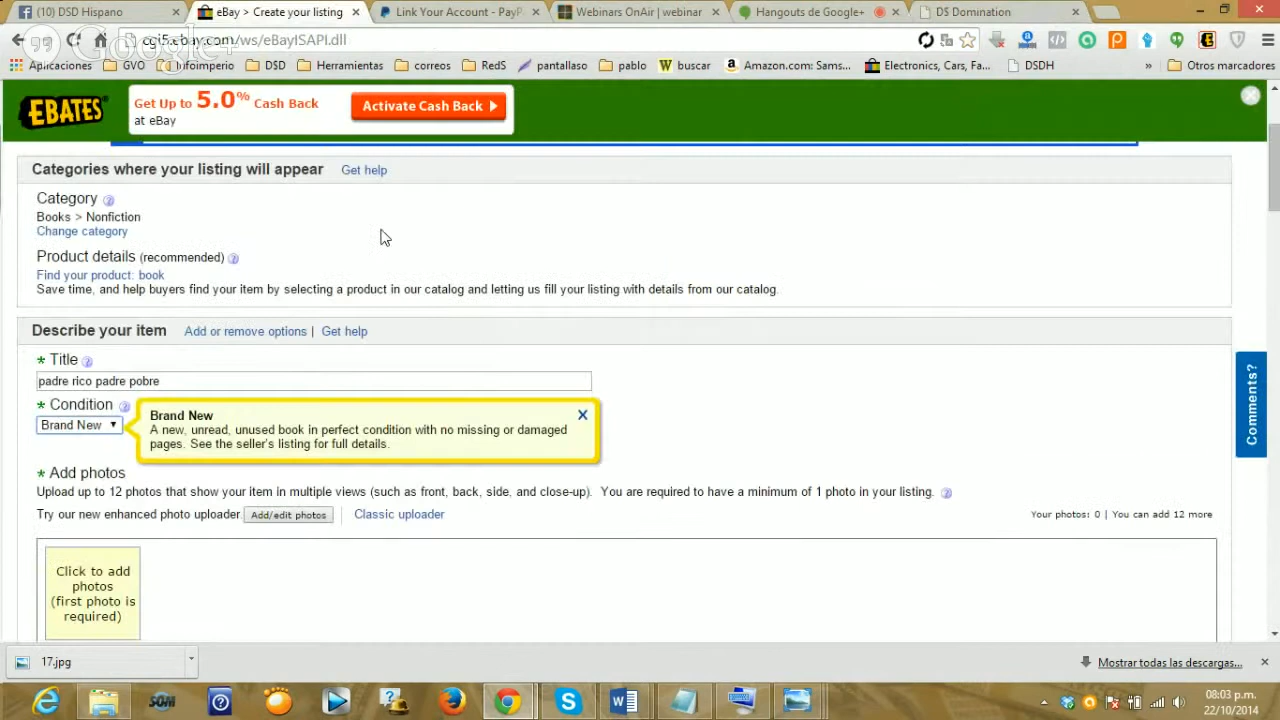 (10) DSD Hispano
eBay > Create your listing
Link Your Account - PayP
Webinars OnAir | webinar
Hangouts de Google+
DS Domination
Google+
cgi5.ebay.com/ws/eBayISAPI.dll
Aplicaciones
GVO
Infoimperio
DSD
Herramientas
correos
RedS
pantallaso
pablo
buscar
Amazon.com: Sams...
Electronics, Cars, Fa...
DSDH
»
Otros marcadores
EBATES
Get Up to 5.0% Cash Back
at eBay
Activate Cash Back
Categories where your listing will appear Get help
Category
Books > Nonfiction
Change category
Product details (recommended)
Find your product: book
Save time, and help buyers find your item by selecting a product in our catalog and letting us fill your listing with details from our catalog.
Describe your item Add or remove options | Get help
* Title
padre rico padre pobre
* Condition
Brand New
Brand New
A new, unread, unused book in perfect condition with no missing or damaged
pages. See the seller's listing for full details.
* Add photos
Upload up to 12 photos that show your item in multiple views (such as front, back, side, and close-up). You are required to have a minimum of 1 photo in your listing.
Try our new enhanced photo uploader. Add/edit photos | Classic uploader
Your photos: 0 | You can add 12 more
Click to add
photos
(first photo is
required)
Comments?
17.jpg
Mostrar todas las descargas...
SOM
08:03 p.m.
22/10/2014